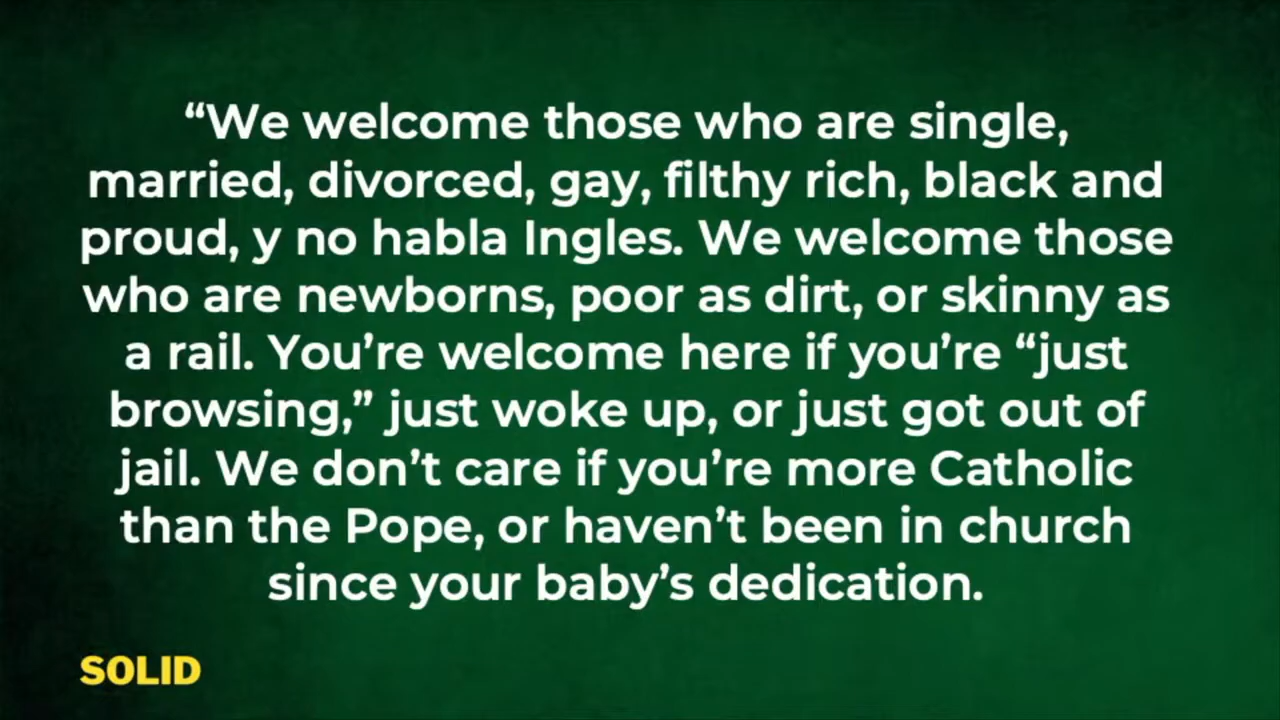 “We welcome those who are single,
married, divorced, gay, filthy rich, black and
proud, y no habla Ingles. We welcome those
who are newborns, poor as dirt, or skinny as
a rail. You’re welcome here if you’re “just
browsing,” just woke up, or just got out of
jail. We don’t care if you’re more Catholic
than the Pope, or haven’t been in church
since your baby’s dedication.
SOLID